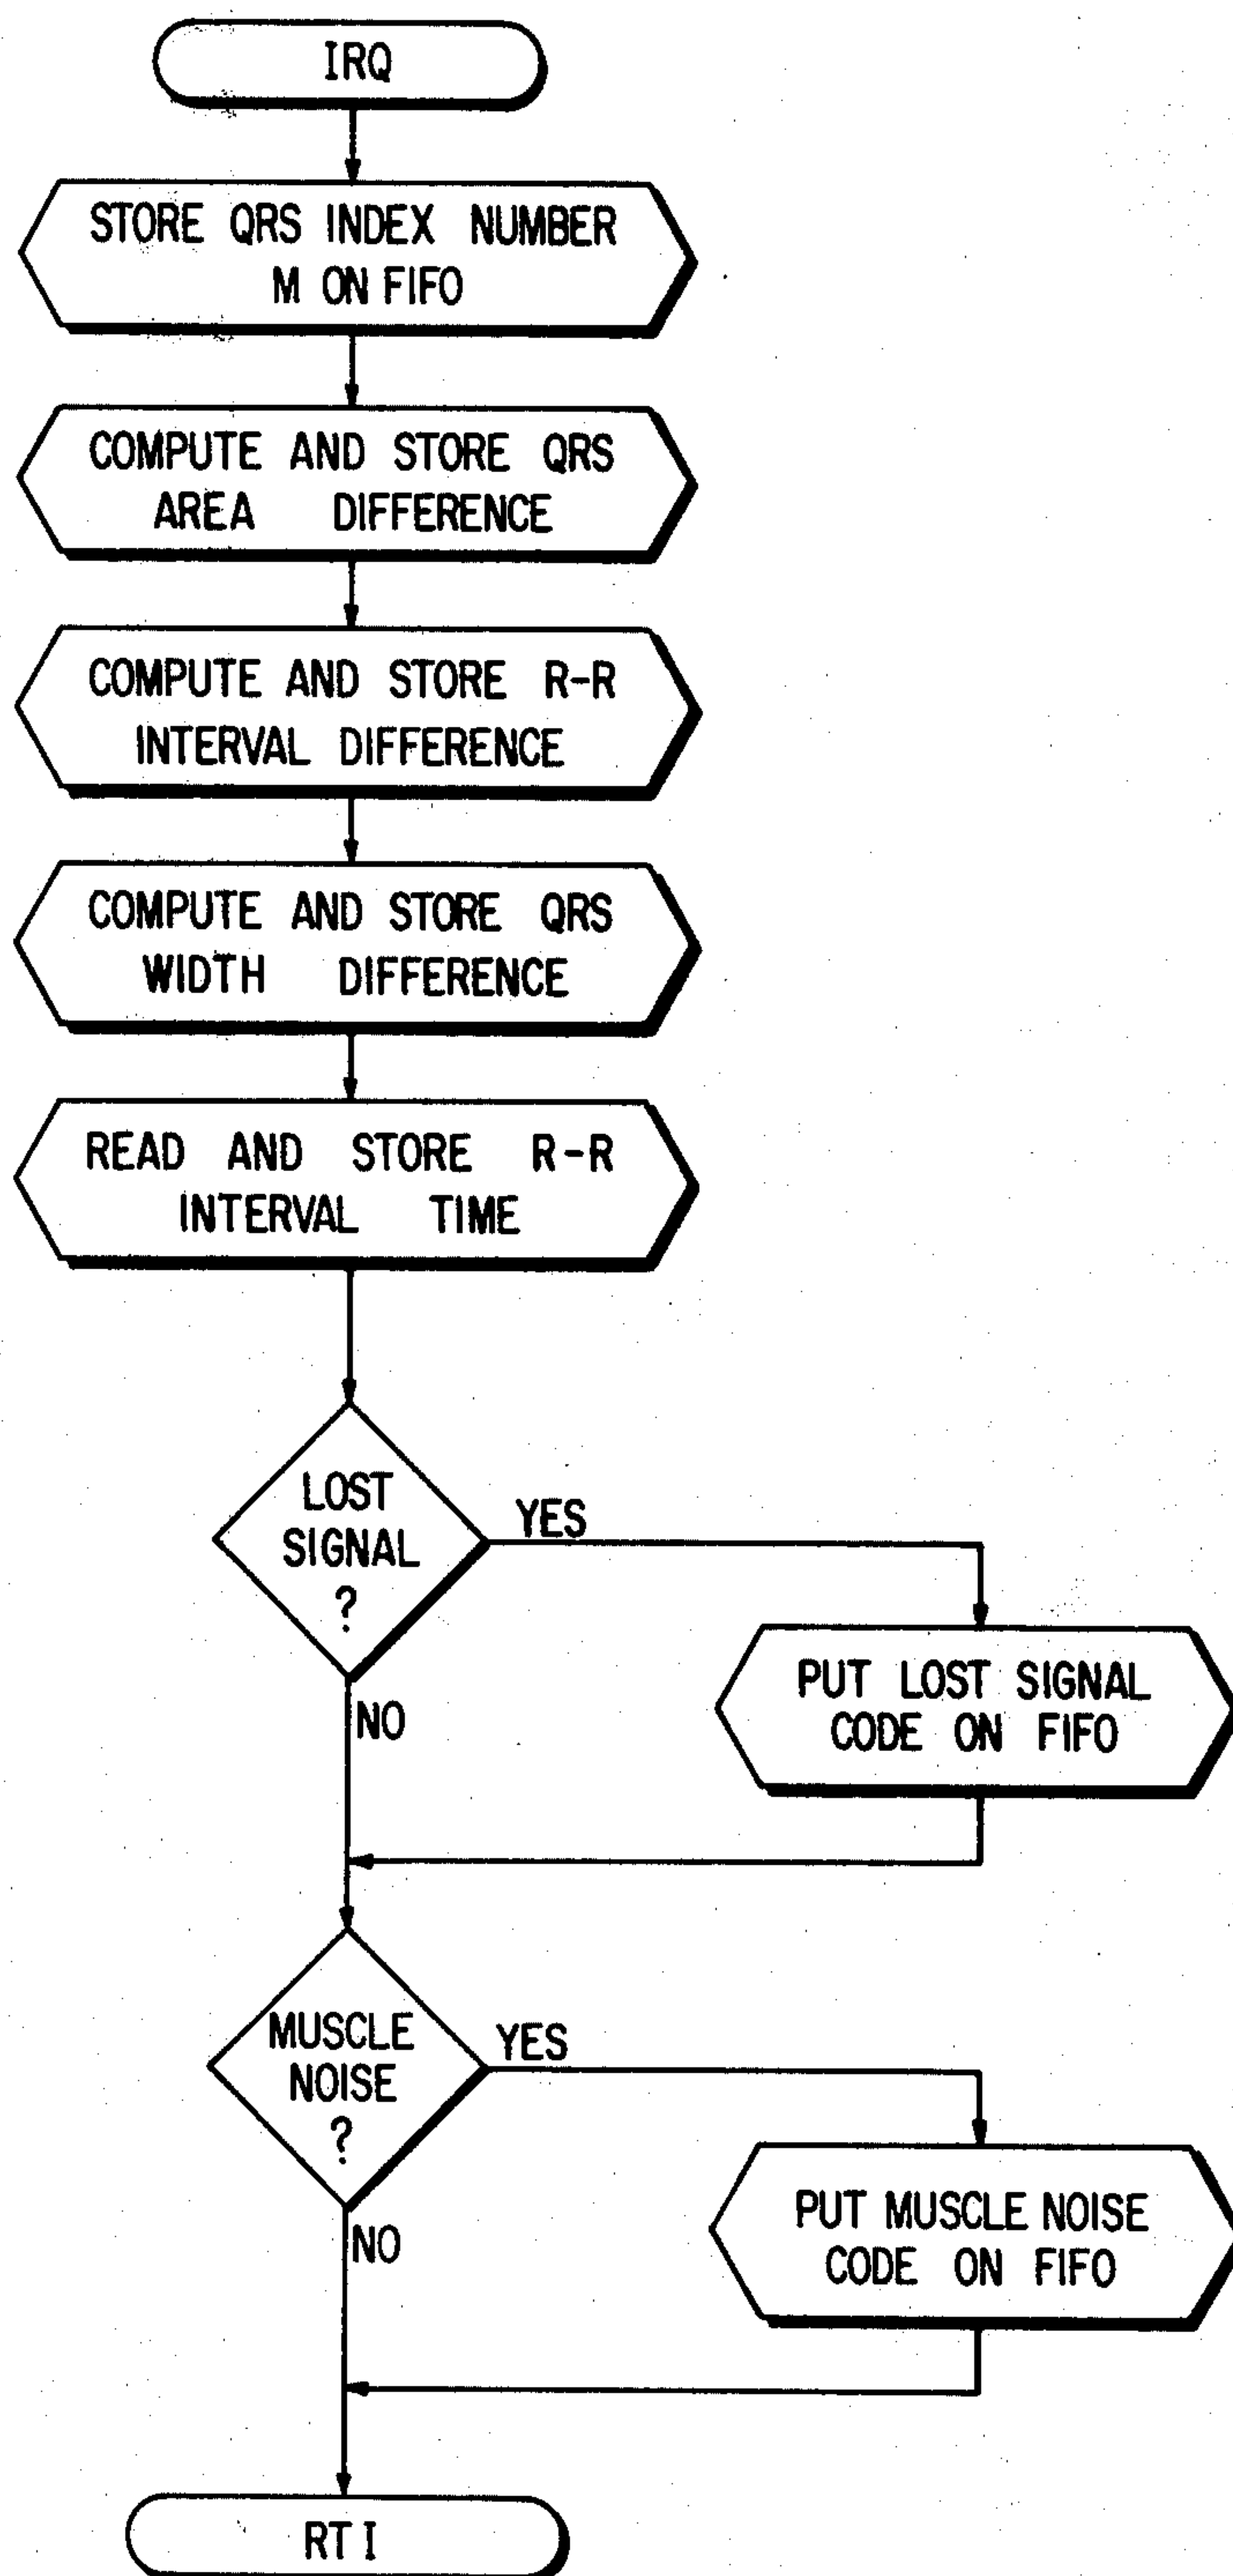 IRQ
STORE QRS INDEX NUMBER
M ON FIFO
COMPUTE AND STORE QRS
AREA DIFFERENCE
COMPUTE AND STORE R-R
INTERVAL DIFFERENCE
COMPUTE AND STORE QRS
WIDTH DIFFERENCE
READ AND STORE R-R
INTERVAL TIME
LOST
SIGNAL
?
YES
NO
PUT LOST SIGNAL
CODE ON FIFO
MUSCLE
NOISE
?
YES
NO
PUT MUSCLE NOISE
CODE ON FIFO
RTI